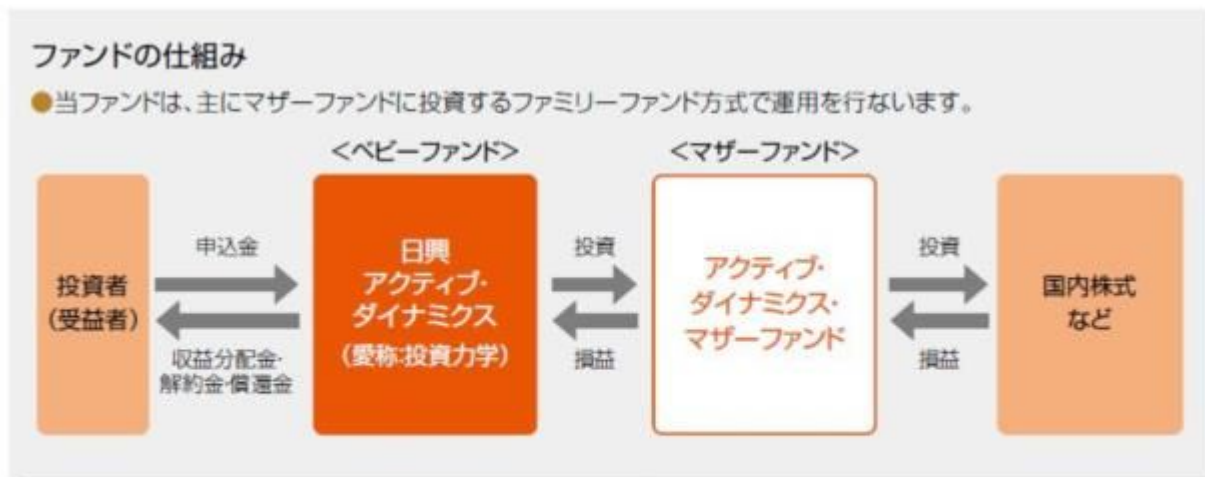 ファンドの仕組み
●当ファンドは、主にマザーファンドに投資するファミリーファンド方式で運用を行ないます。
<ベビーファンド>
<マザーファンド>
投資者
(受益者)
申込金
収益分配金・
解約金・償還金
日興
アクティブ・
ダイナミクス
(愛称:投資力学)
投資
損益
アクティブ・
ダイナミクス・
マザーファンド
投資
損益
国内株式
など